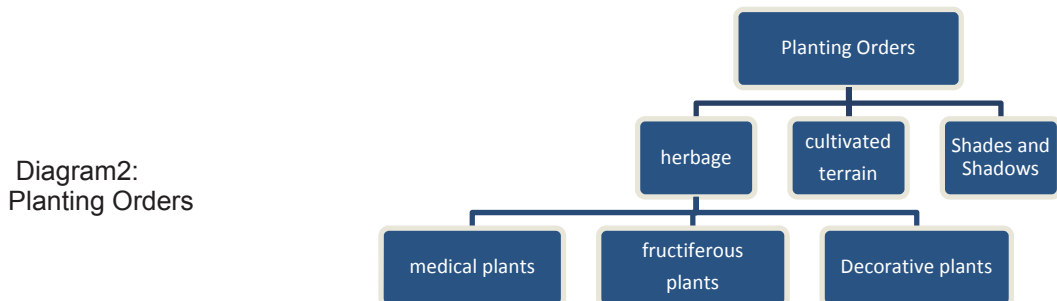 Diagram2:
Planting Orders
Planting Orders
herbage
cultivated
terrain
Shades and
Shadows
medical plants
fructiferous
plants
Decorative plants